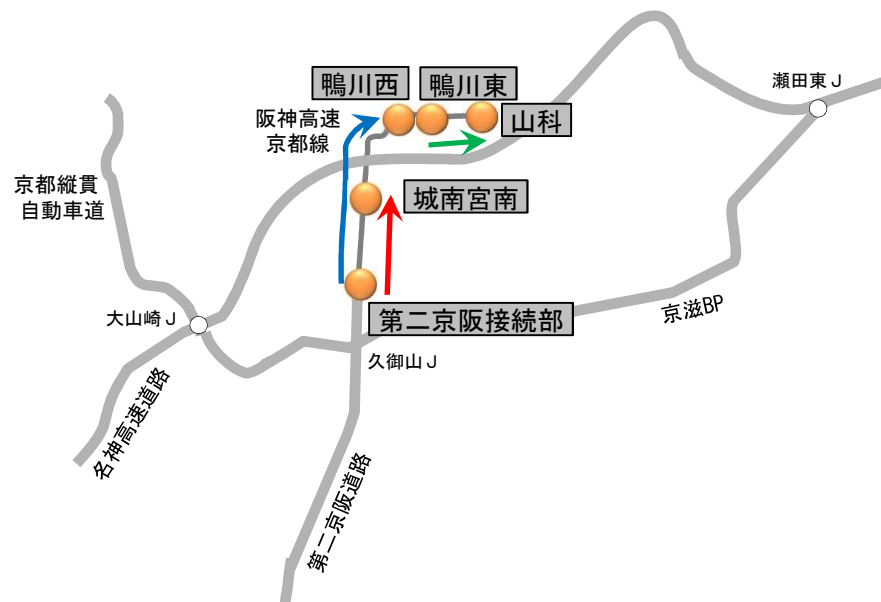 鴨川西
鴨川東
瀬田東J
阪神高速
京都線
山科
京都縦貫
自動車道
城南宮南
大山崎J
第二京阪接続部
京滋BP
久御山J
名神高速道路
第二京阪道路